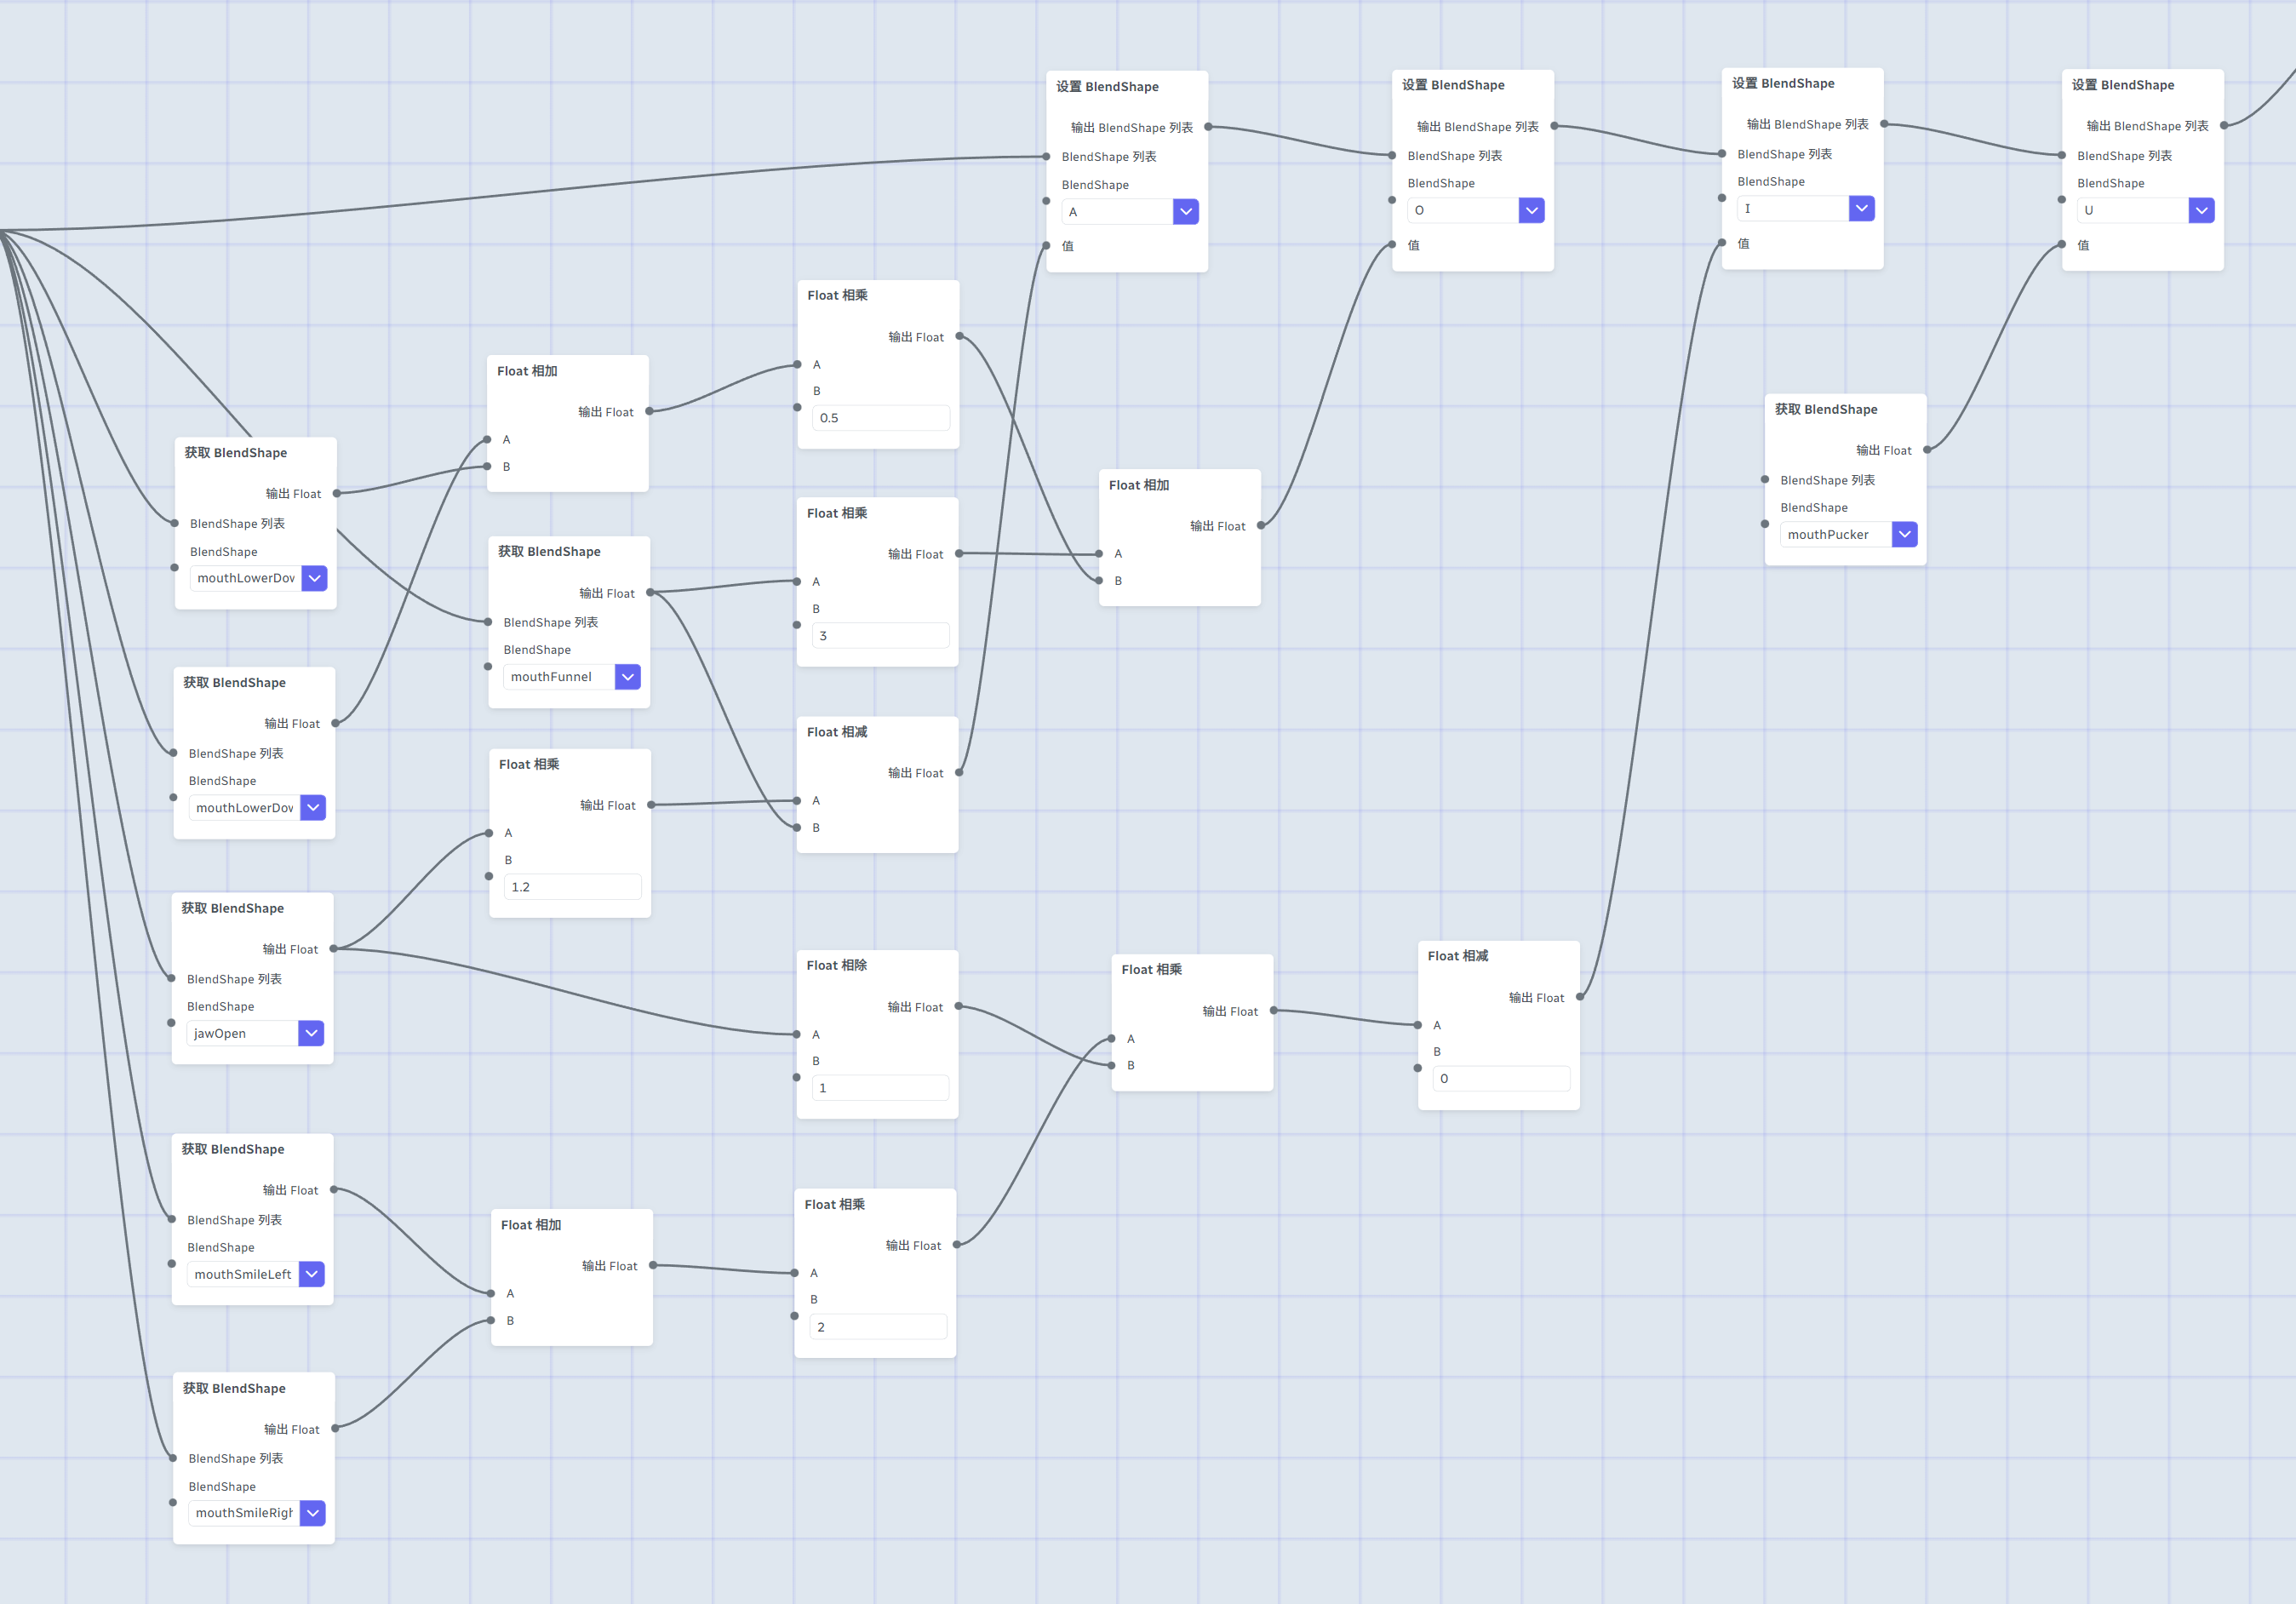 设置 BlendShape
输出 BlendShape 列表
BlendShape 列表
BlendShape
A
值
设置 BlendShape
输出 BlendShape 列表
BlendShape 列表
BlendShape
O
值
设置 BlendShape
输出 BlendShape 列表
BlendShape 列表
BlendShape
I
值
设置 BlendShape
输出 BlendShape 列表
BlendShape 列表
BlendShape
U
值
Float 相乘
输出 Float
A
B
0.5
Float 相加
输出 Float
A
B
获取 BlendShape
输出 Float
BlendShape 列表
BlendShape
mouthPucker
获取 BlendShape
输出 Float
BlendShape 列表
BlendShape
mouthLowerDov
Float 相加
输出 Float
A
B
Float 相乘
输出 Float
A
B
3
获取 BlendShape
输出 Float
BlendShape 列表
BlendShape
mouthFunnel
获取 BlendShape
输出 Float
BlendShape 列表
BlendShape
mouthLowerDov
Float 相减
输出 Float
A
B
Float 相乘
输出 Float
A
B
1.2
获取 BlendShape
输出 Float
BlendShape 列表
BlendShape
jawOpen
Float 相除
输出 Float
A
B
1
Float 相乘
输出 Float
A
B
Float 相减
输出 Float
A
B
0
获取 BlendShape
输出 Float
BlendShape 列表
BlendShape
mouthSmileLeft
Float 相加
输出 Float
A
B
Float 相乘
输出 Float
A
B
2
获取 BlendShape
输出 Float
BlendShape 列表
BlendShape
mouthSmileRigh